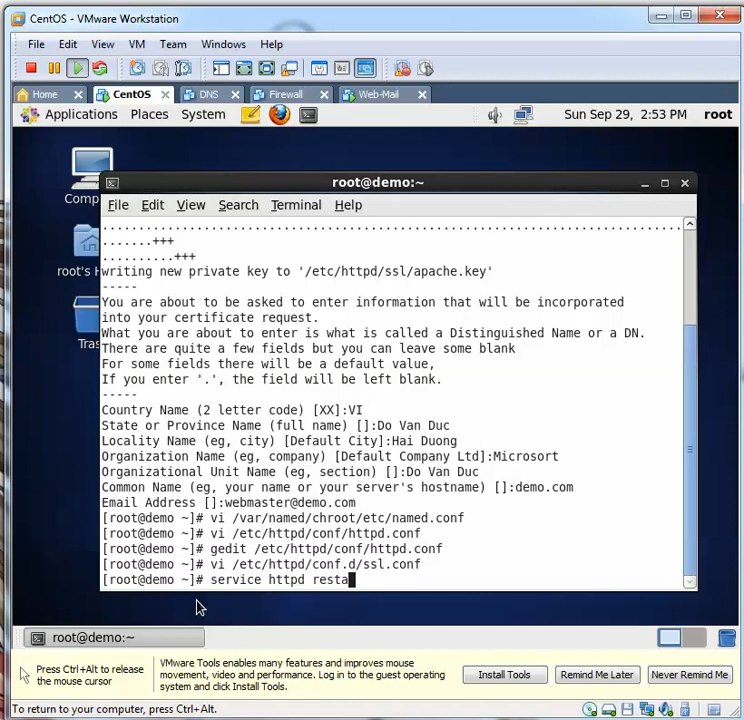 CentOS - VMware Workstation
File Edit View VM Team Windows Help
Home CentOS DNS Firewall Web-Mail
Applications Places System Sun Sep 29, 2:53 PM root
Comp
root's H
Tras
root@demo:~
File Edit View Search Terminal Help
................................................................................
.......+++
..........+++
writing new private key to '/etc/httpd/ssl/apache.key'
-----
You are about to be asked to enter information that will be incorporated
into your certificate request.
What you are about to enter is what is called a Distinguished Name or a DN.
There are quite a few fields but you can leave some blank
For some fields there will be a default value,
If you enter '.', the field will be left blank.
-----
Country Name (2 letter code) [XX]:VI
State or Province Name (full name) []:Do Van Duc
Locality Name (eg, city) [Default City]:Hai Duong
Organization Name (eg, company) [Default Company Ltd]:Microsort
Organizational Unit Name (eg, section) []:Do Van Duc
Common Name (eg, your name or your server's hostname) []:demo.com
Email Address []:webmaster@demo.com
[root@demo ~]# vi /var/named/chroot/etc/named.conf
[root@demo ~]# vi /etc/httpd/conf/httpd.conf
[root@demo ~]# gedit /etc/httpd/conf/httpd.conf
[root@demo ~]# vi /etc/httpd/conf.d/ssl.conf
[root@demo ~]# service httpd resta
root@demo:~
Press Ctrl+Alt to release
the mouse cursor
VMware Tools enables many features and improves mouse
movement, video and performance. Log in to the guest operating
system and click Install Tools.
Install Tools Remind Me Later Never Remind Me
To return to your computer, press Ctrl+Alt.